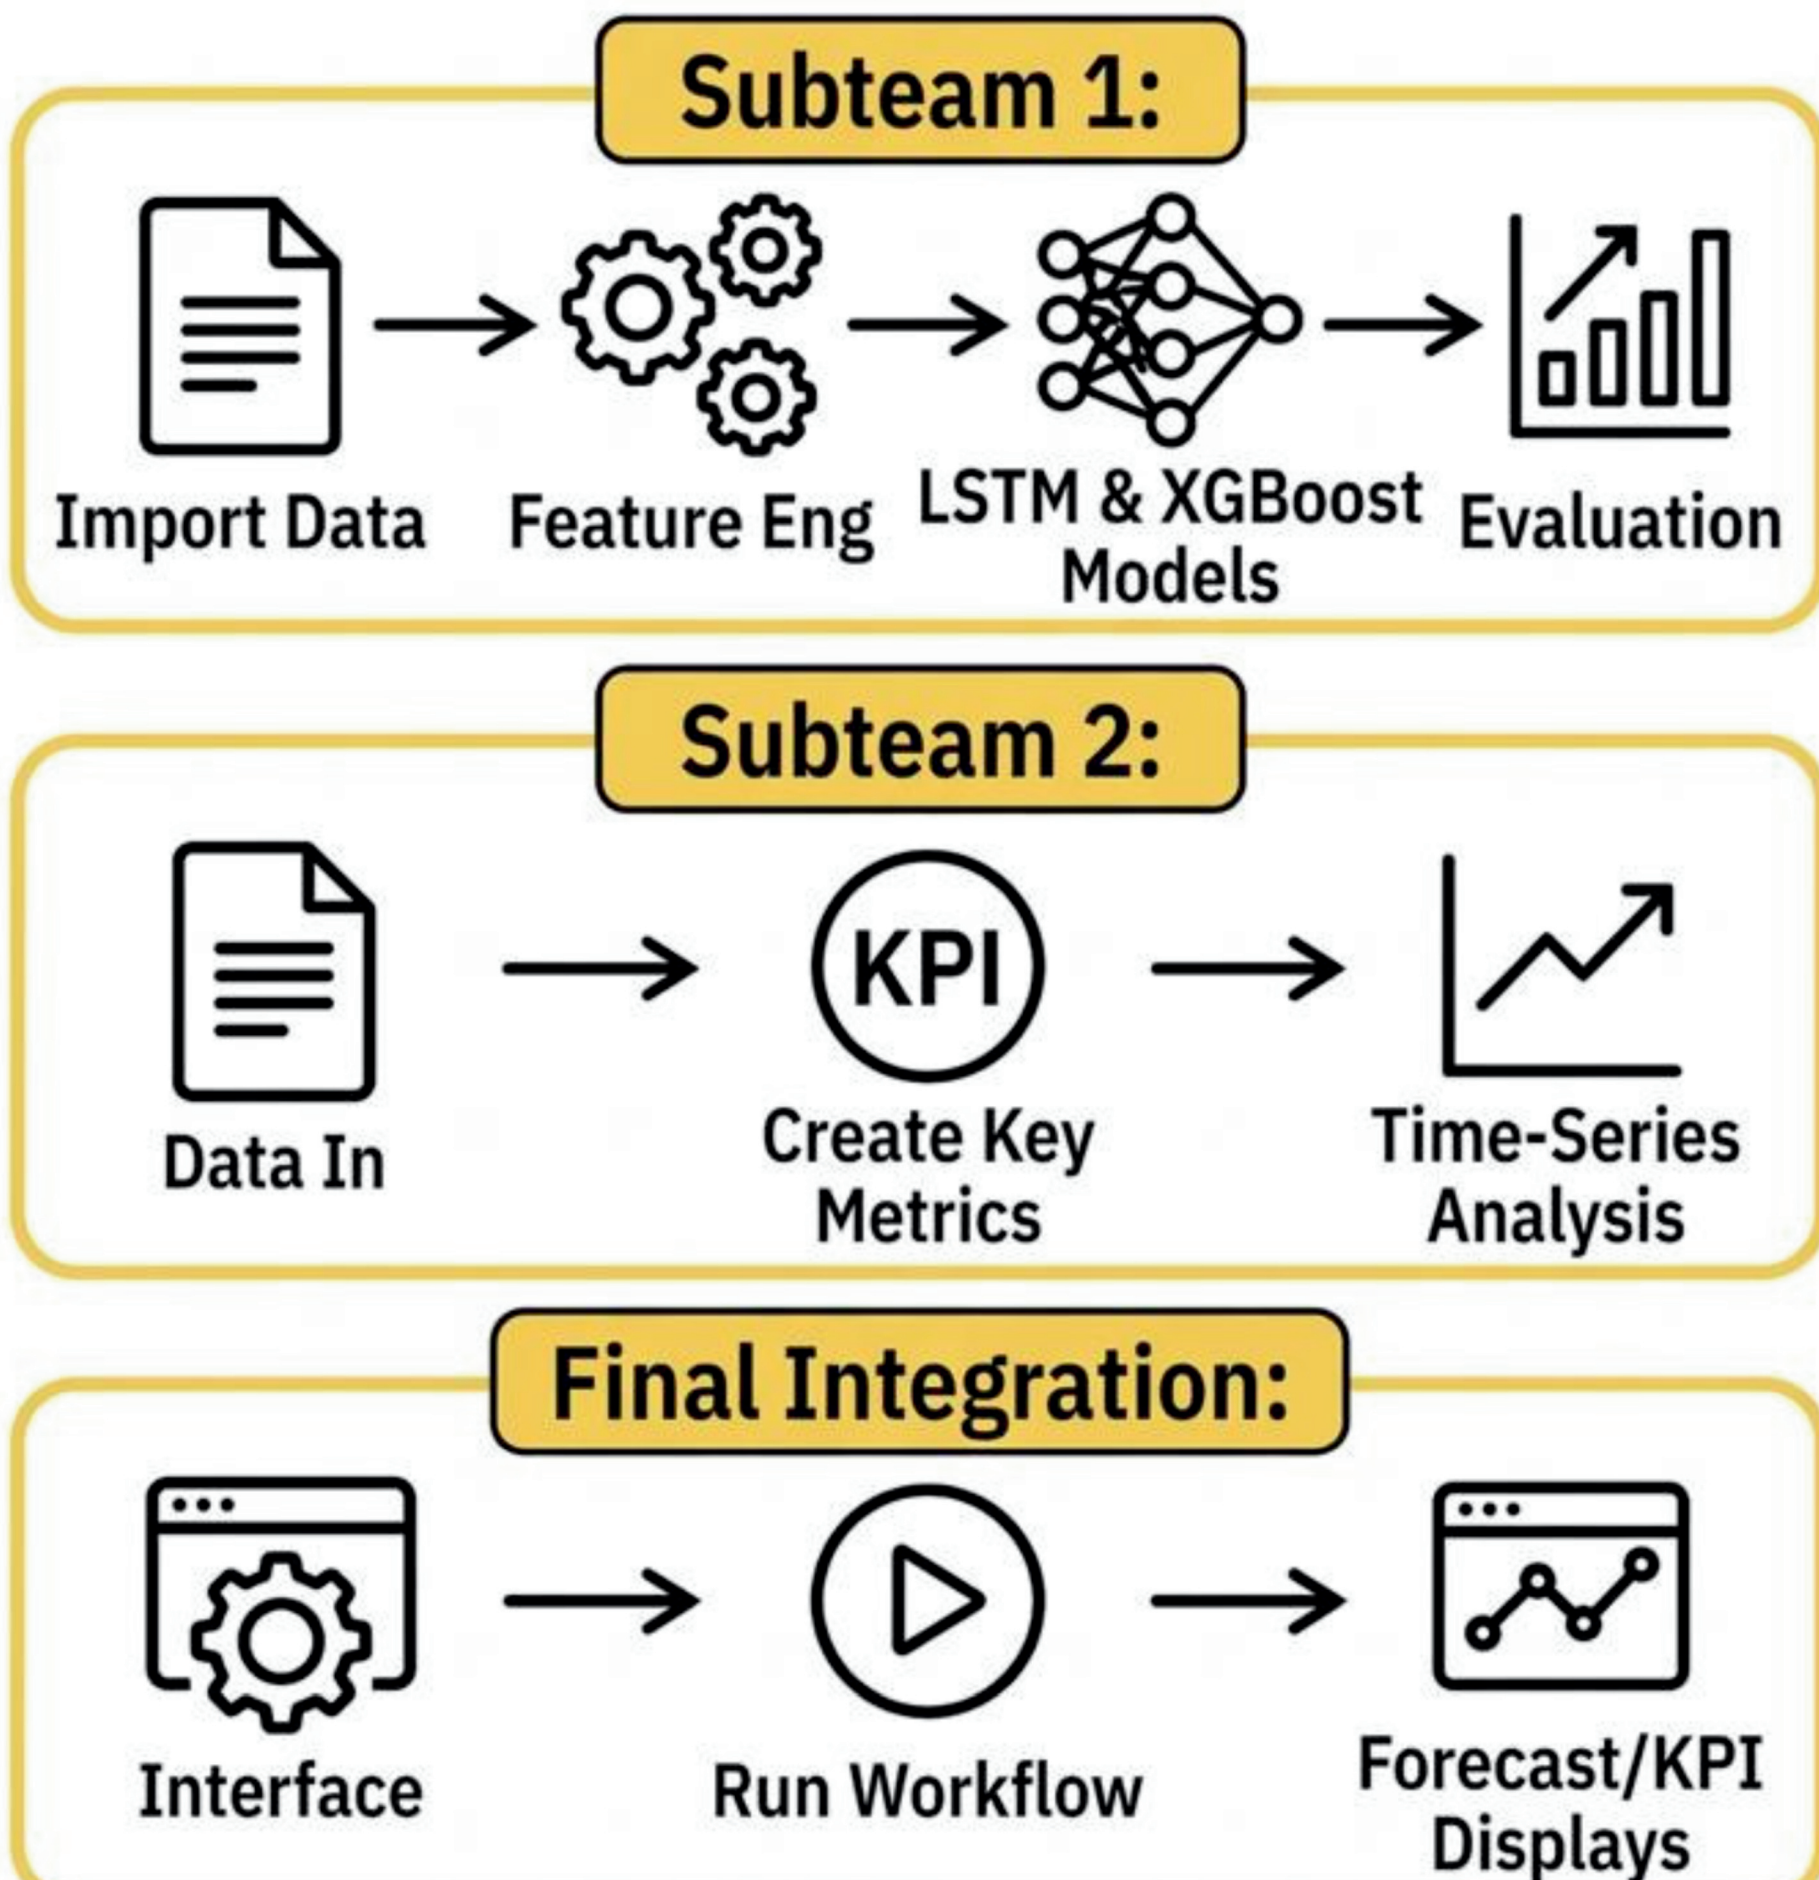 Subteam 1:
Import Data
Feature Eng
LSTM & XGBoost
Models
Evaluation
Subteam 2:
Data In
KPI
Create Key
Metrics
Time-Series
Analysis
Final Integration:
Interface
Run Workflow
Forecast/KPI
Displays